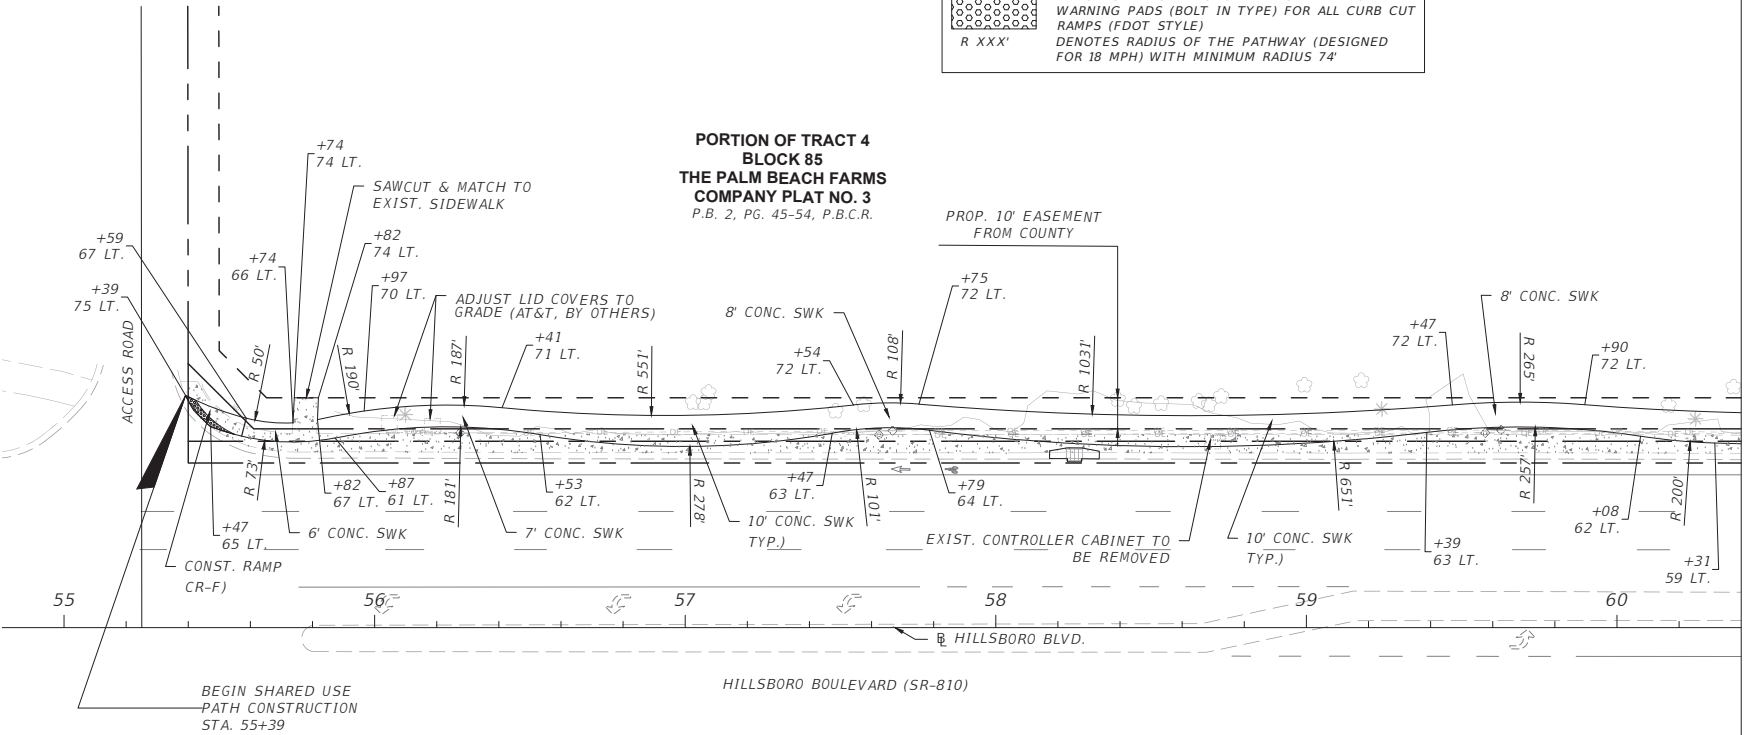 WARNING PADS (BOLT IN TYPE) FOR ALL CURB CUT
RAMPS (FDOT STYLE)
R XXX'
DENOTES RADIUS OF THE PATHWAY (DESIGNED
FOR 18 MPH) WITH MINIMUM RADIUS 74'
PORTION OF TRACT 4
BLOCK 85
THE PALM BEACH FARMS
COMPANY PLAT NO. 3
P.B. 2, PG. 45-54, P.B.C.R.
+74
74 LT.
SAWCUT & MATCH TO
EXIST. SIDEWALK
PROP. 10' EASEMENT
FROM COUNTY
+59
67 LT.
+82
74 LT.
+74
66 LT.
+97
70 LT.
+39
75 LT.
ADJUST LID COVERS TO
GRADE (AT&T, BY OTHERS)
+75
72 LT.
8' CONC. SWK
8' CONC. SWK
+41
71 LT.
+54
72 LT.
+47
72 LT.
+90
72 LT.
ACCESS ROAD
R 50'
R 190'
R 187'
R 551'
R 108'
R 1031'
R 265'
R 73'
R 181'
R 278'
R 101'
R 651'
R 257'
R 200'
+82
67 LT.
+87
61 LT.
+53
62 LT.
+47
63 LT.
+79
64 LT.
+08
62 LT.
+47
65 LT.
6' CONC. SWK
7' CONC. SWK
10' CONC. SWK
TYP.)
EXIST. CONTROLLER CABINET TO
BE REMOVED
10' CONC. SWK
TYP.)
+39
63 LT.
+31
59 LT.
CONST. RAMP
CR-F)
55
56
57
58
59
60
BL HILLSBORO BLVD.
HILLSBORO BOULEVARD (SR-810)
BEGIN SHARED USE
PATH CONSTRUCTION
STA. 55+39